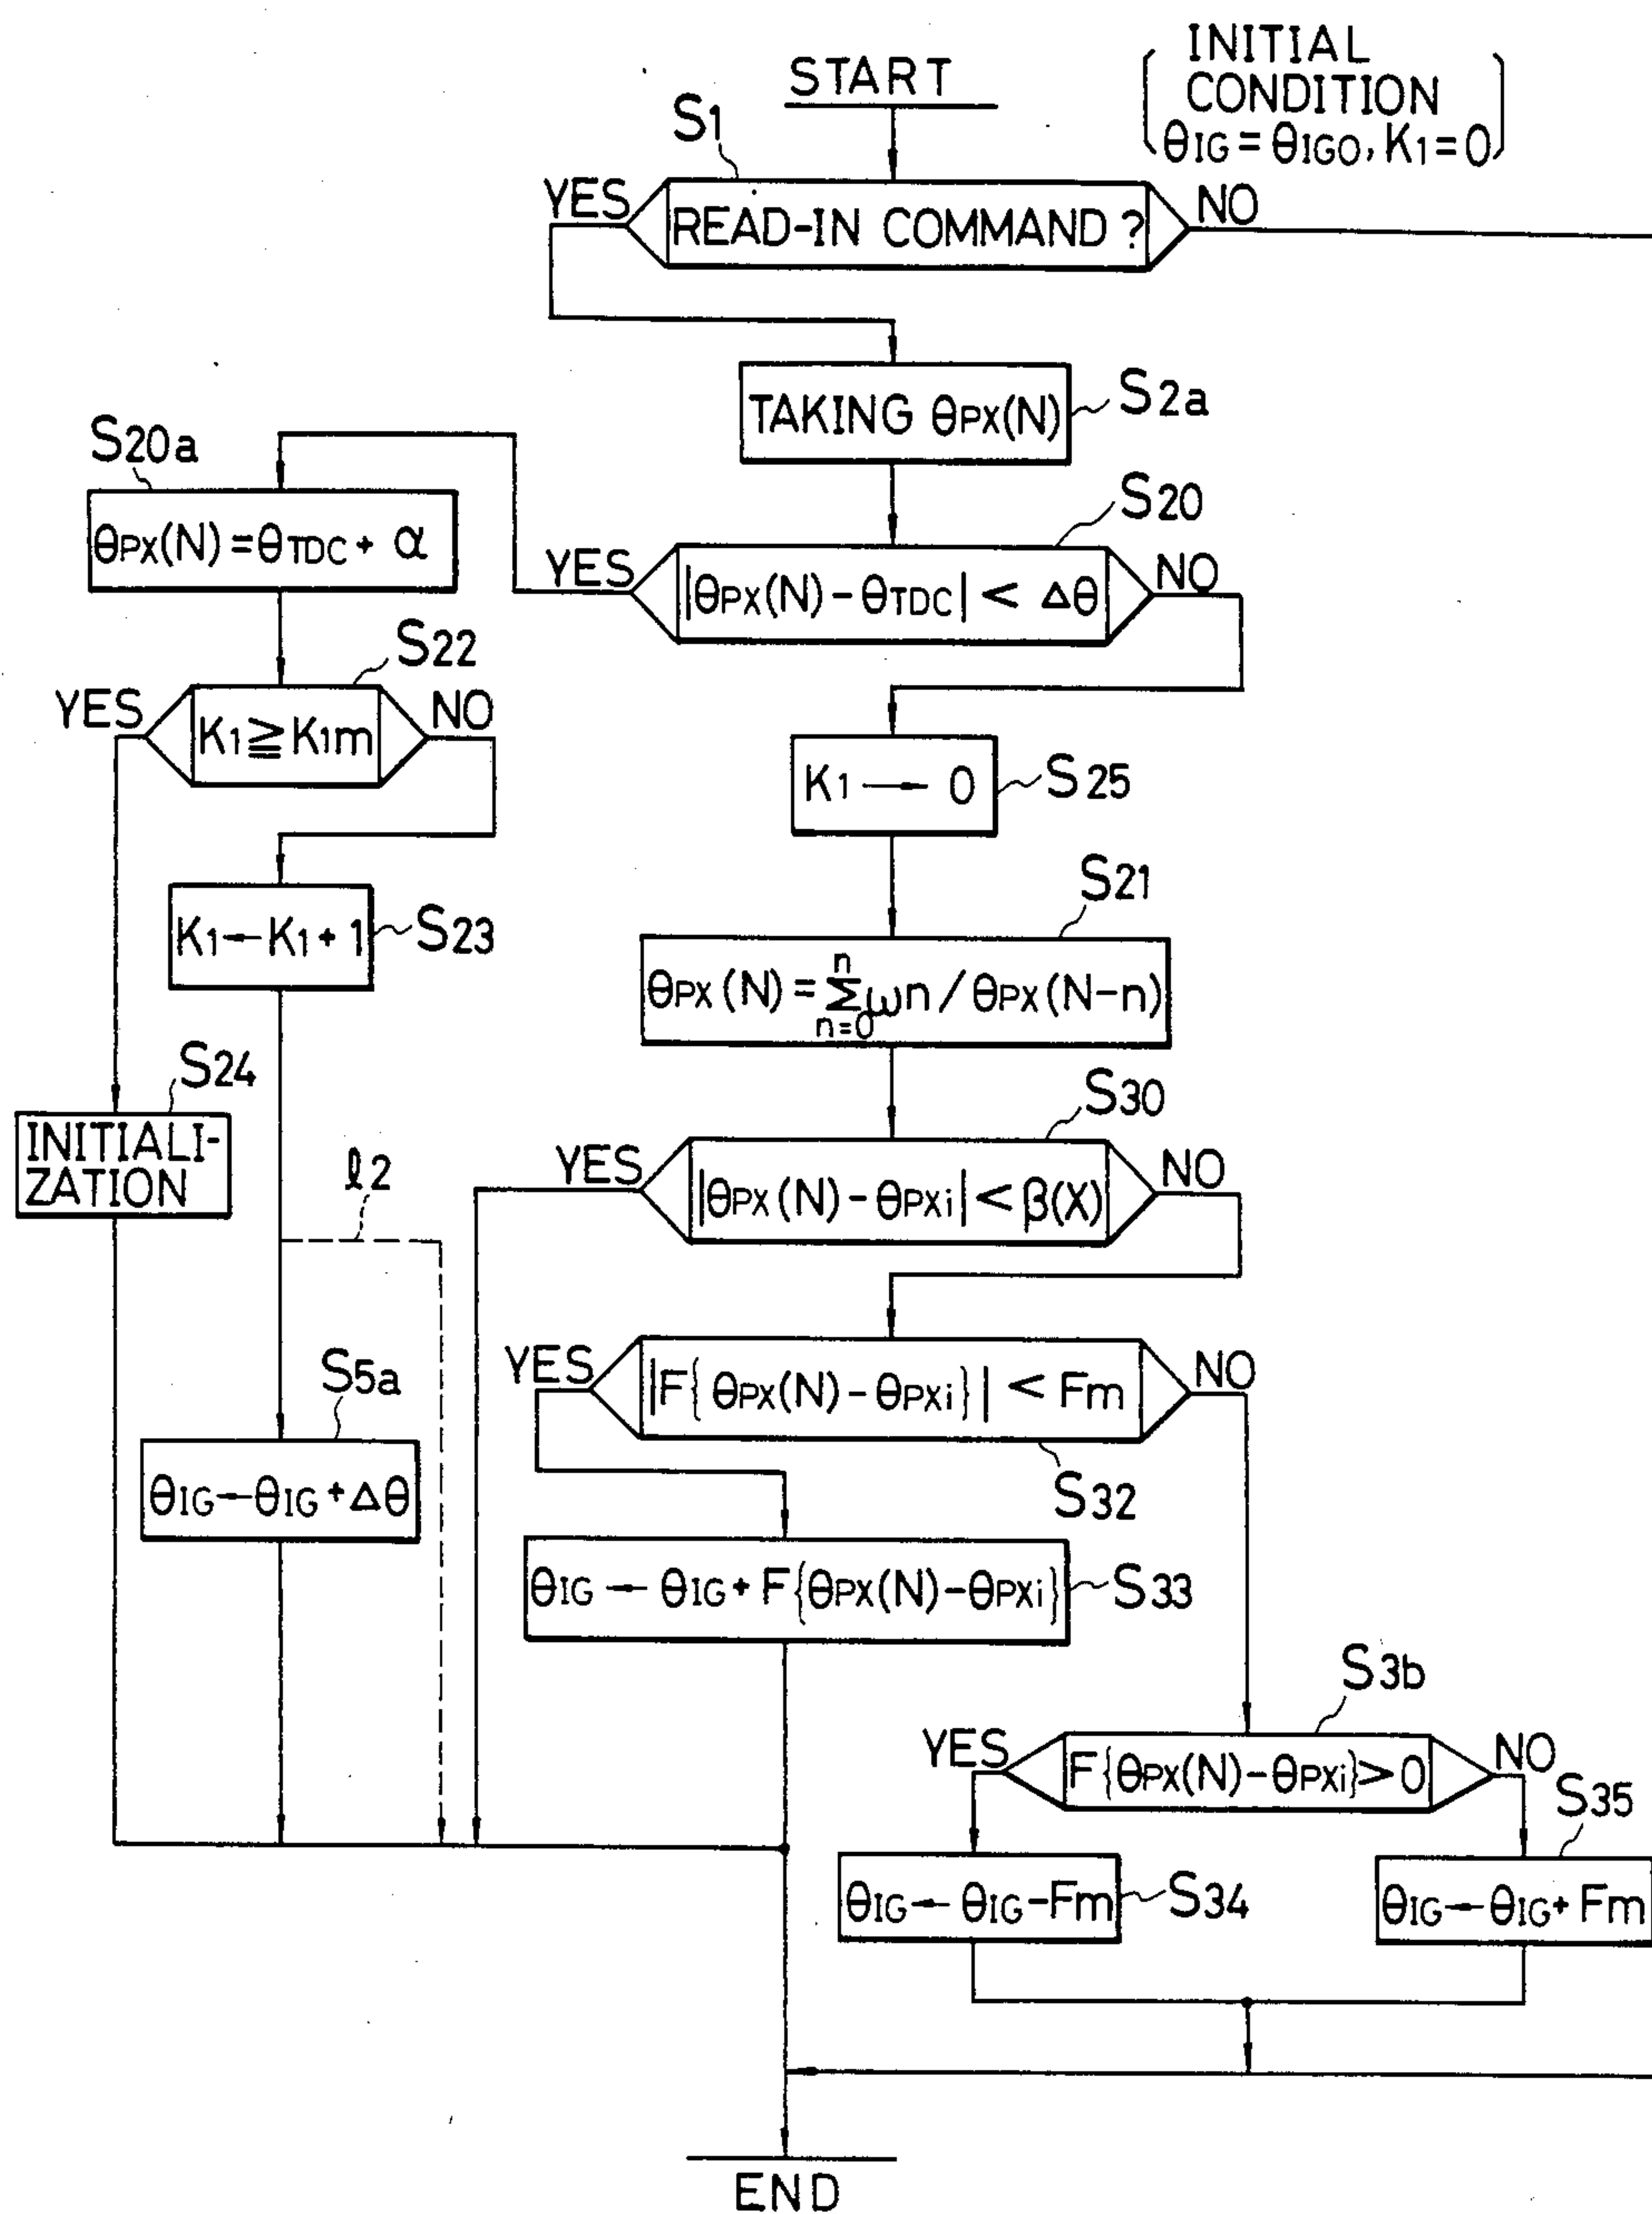 START
INITIAL
CONDITION
θIG=θIGO, K1=0
S1
YES
READ-IN COMMAND ?
NO
TAKING θPX(N)
S2a
S20a
θPX(N)=θTDC+ α
S20
YES
|θPX(N)-θTDC| < Δθ
NO
S22
YES
K1≧K1m
NO
K1 → 0
S25
K1←K1+1
S23
S21
θPX(N)=
n
Σ
n=0
ωn/θPX(N-n)
S24
INITIALI-
ZATION
S30
YES
|θPX(N)-θPXi|<β(X)
NO
ℓ2
YES
|F{θPX(N)-θPXi}| < Fm
NO
S32
S5a
θIG←θIG+Δθ
θIG ← θIG+F{θPX(N)-θPXi}
S33
S3b
YES
F{θPX(N)-θPXi}>0
NO
S35
θIG← θIG-Fm
S34
θIG←θIG+Fm
END